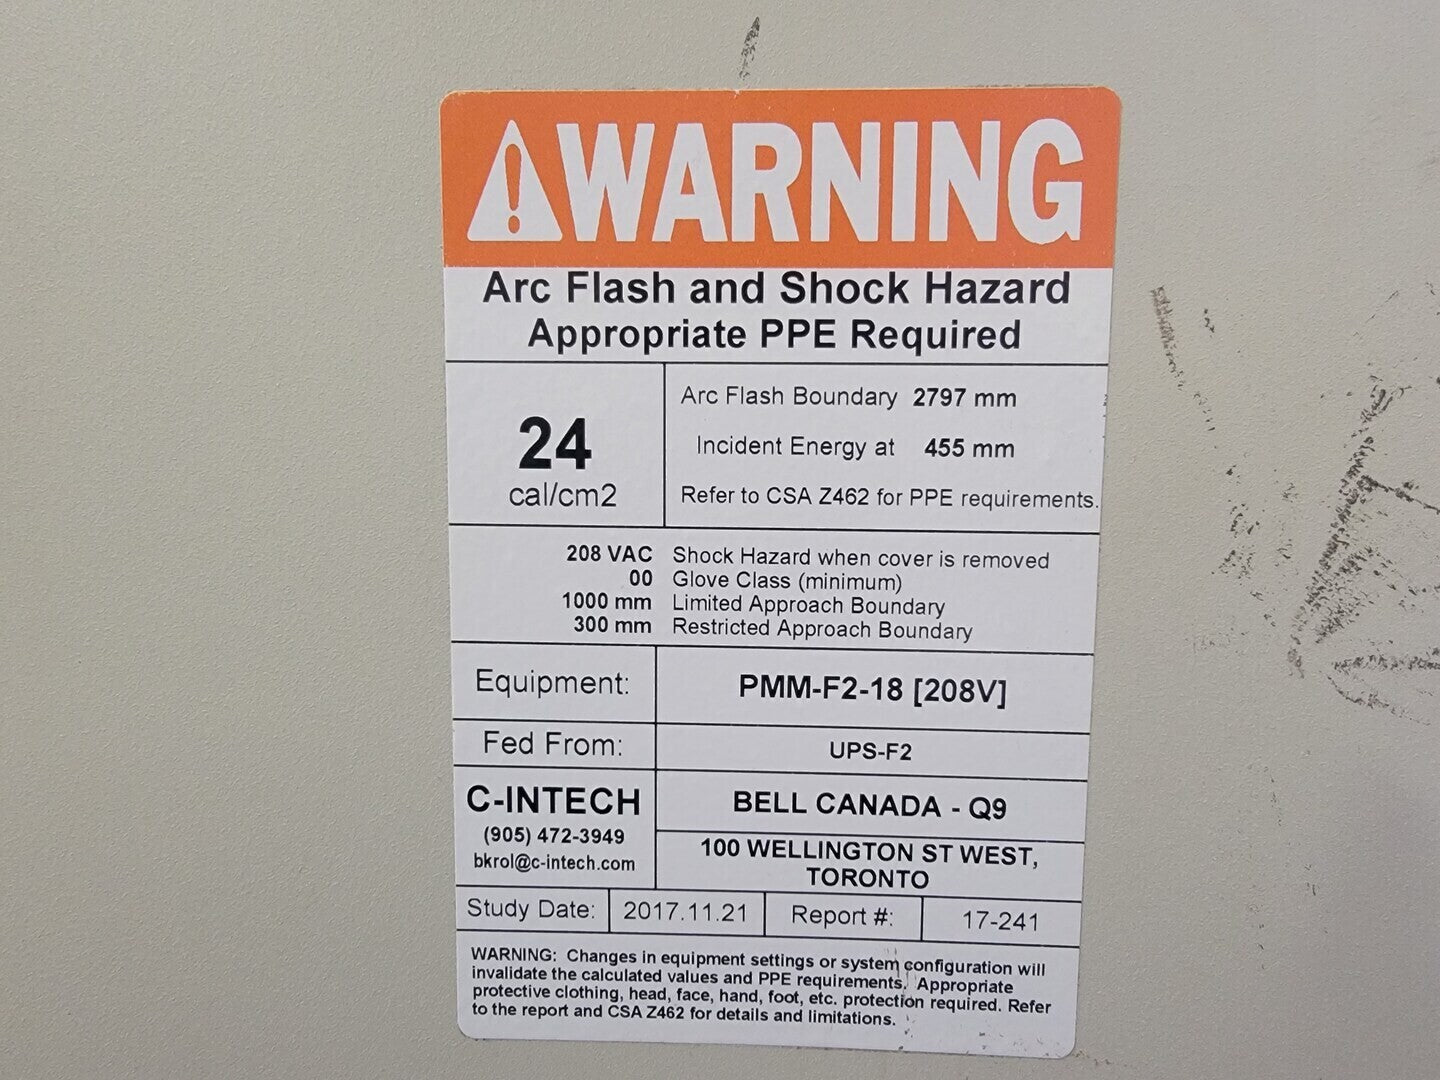 WARNING
Arc Flash and Shock Hazard
Appropriate PPE Required
24
cal/cm2
Arc Flash Boundary 2797 mm
Incident Energy at 455 mm
Refer to CSA Z462 for PPE requirements.
208 VAC Shock Hazard when cover is removed
00 Glove Class (minimum)
1000 mm Limited Approach Boundary
300 mm Restricted Approach Boundary
Equipment: PMM-F2-18 [208V]
Fed From: UPS-F2
C-INTECH
(905) 472-3949
bkrol@c-intech.com
BELL CANADA - Q9
100 WELLINGTON ST WEST,
TORONTO
Study Date: 2017.11.21 Report #: 17-241
WARNING: Changes in equipment settings or system configuration will
invalidate the calculated values and PPE requirements. Appropriate
protective clothing, head, face, hand, foot, etc. protection required. Refer
to the report and CSA Z462 for details and limitations.